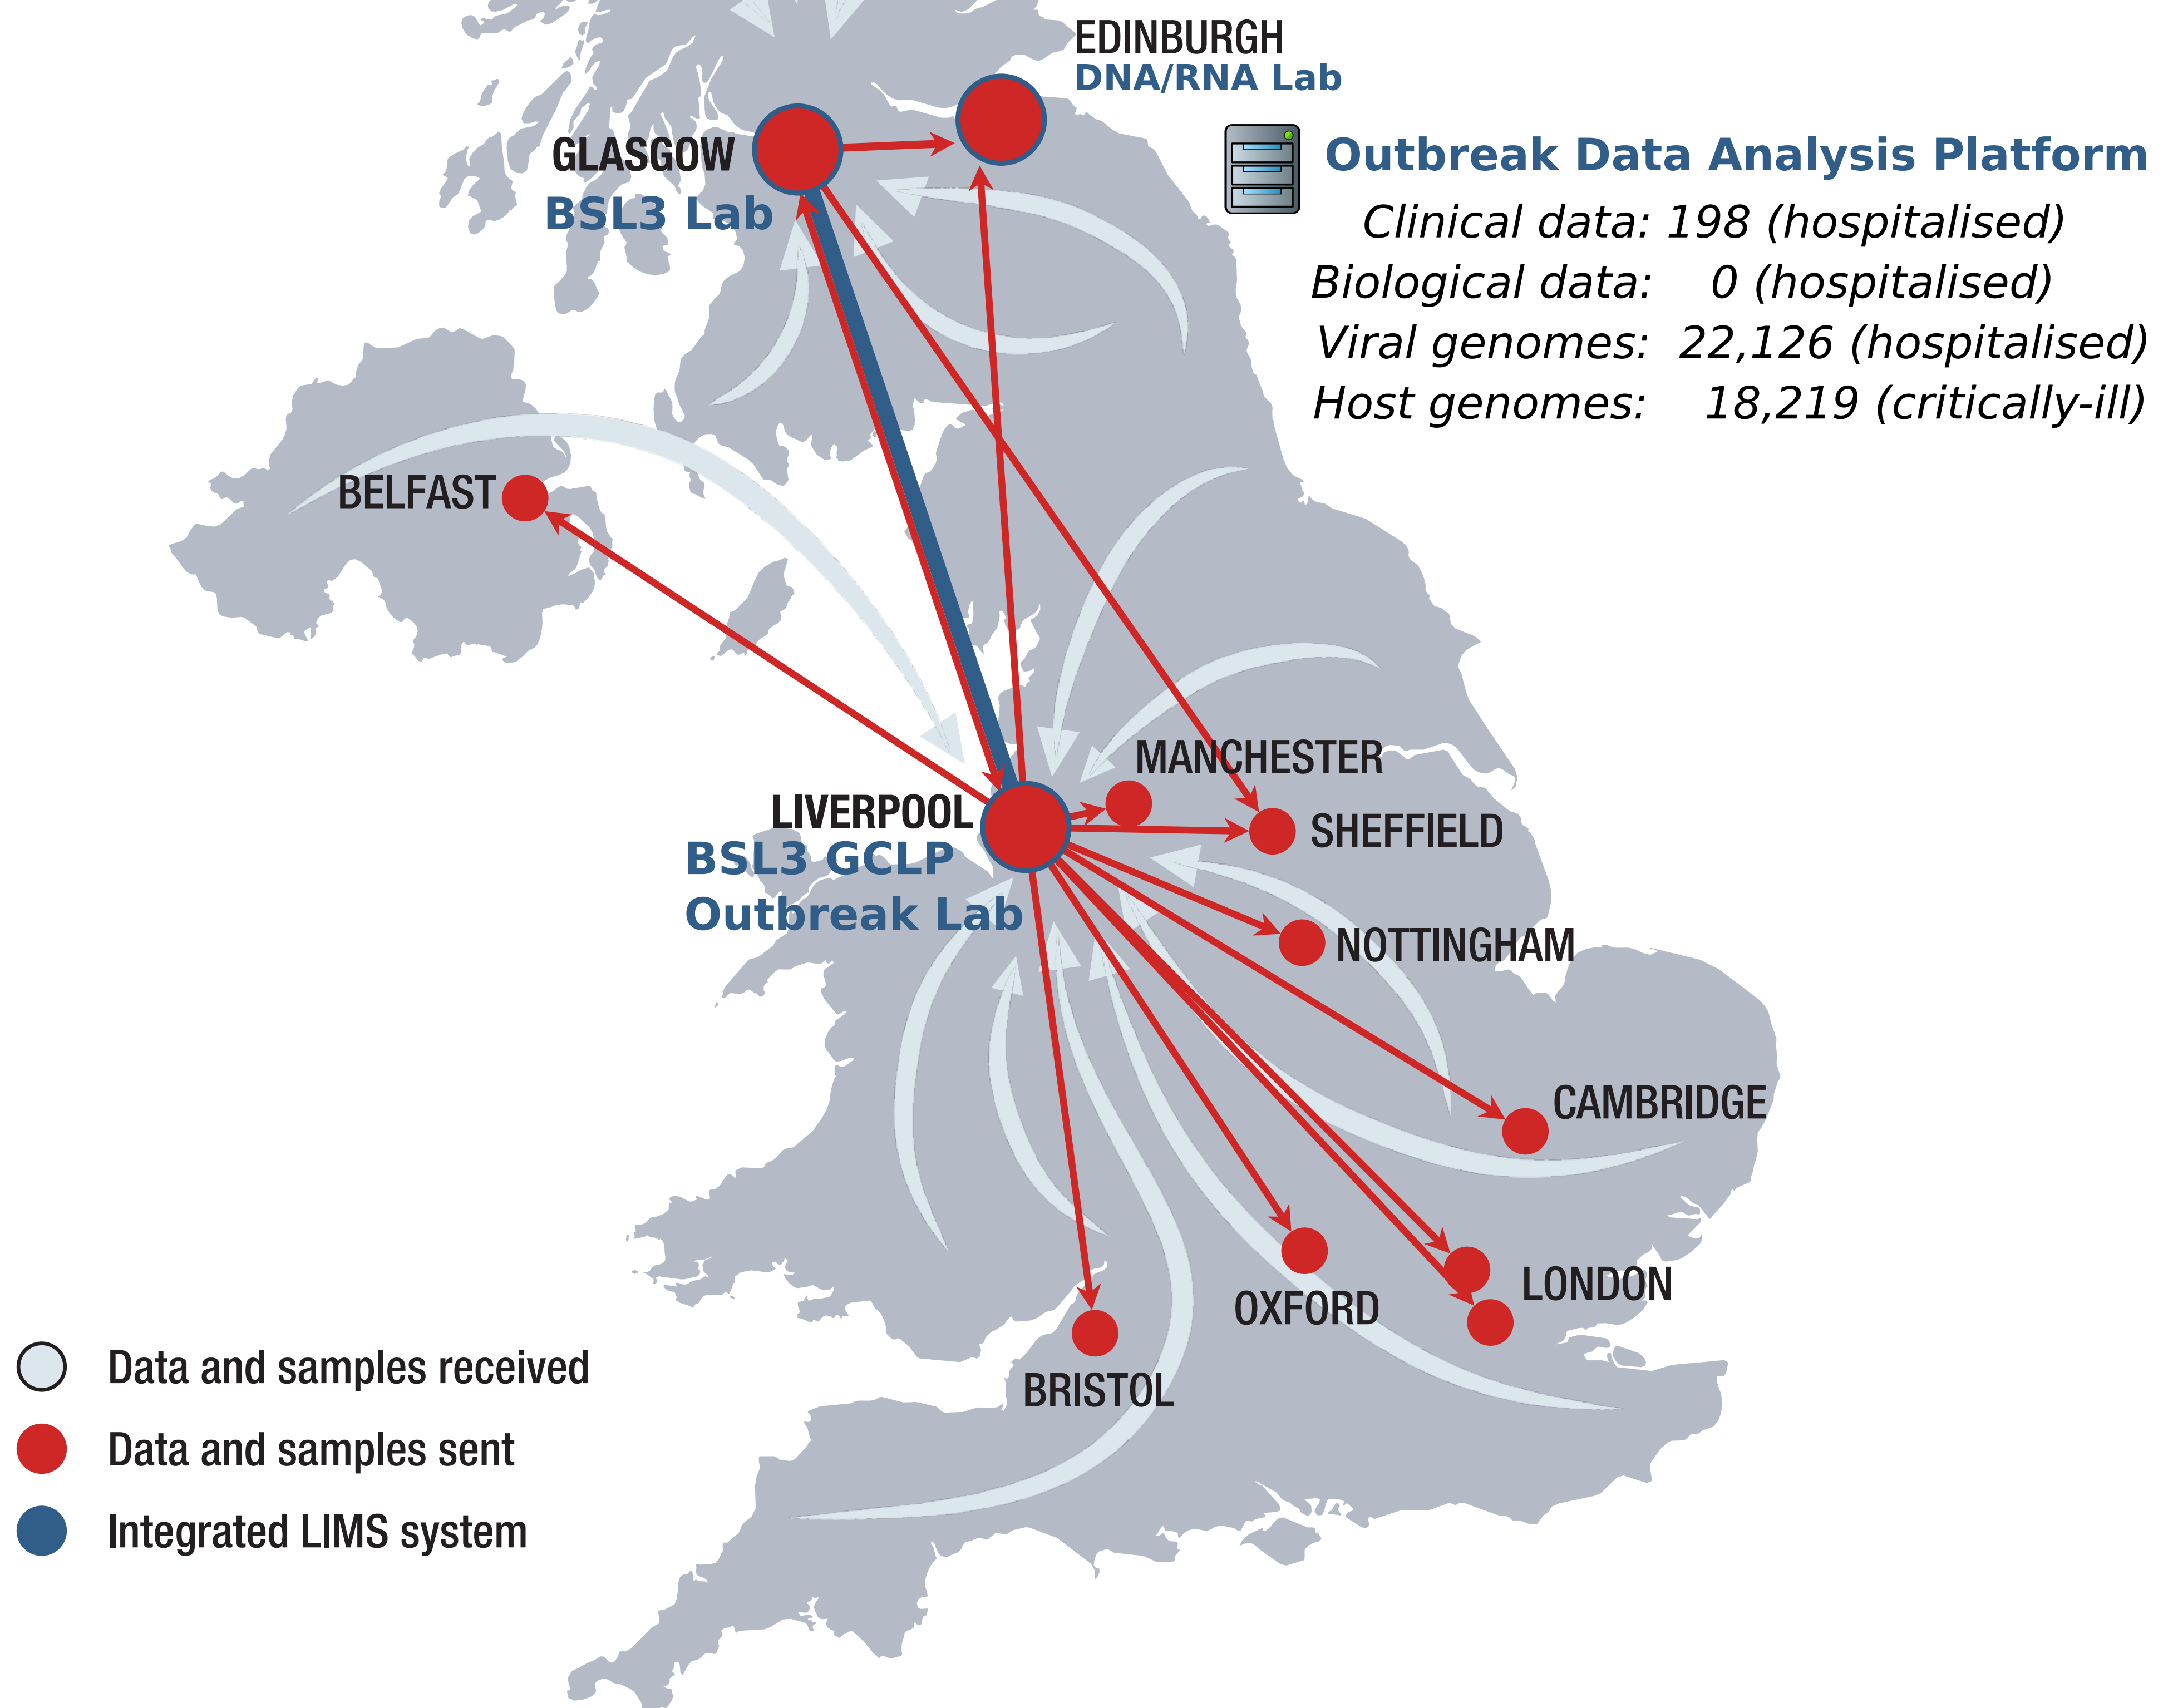 EDINBURGH
DNA/RNA Lab
GLASGOW
BSL3 Lab
Outbreak Data Analysis Platform
Clinical data: 198 (hospitalised)
Biological data: 0 (hospitalised)
Viral genomes: 22,126 (hospitalised)
Host genomes: 18,219 (critically-ill)
BELFAST
MANCHESTER
LIVERPOOL
BSL3 GCLP
Outbreak Lab
SHEFFIELD
NOTTINGHAM
CAMBRIDGE
LONDON
OXFORD
BRISTOL
Data and samples received
Data and samples sent
Integrated LIMS system